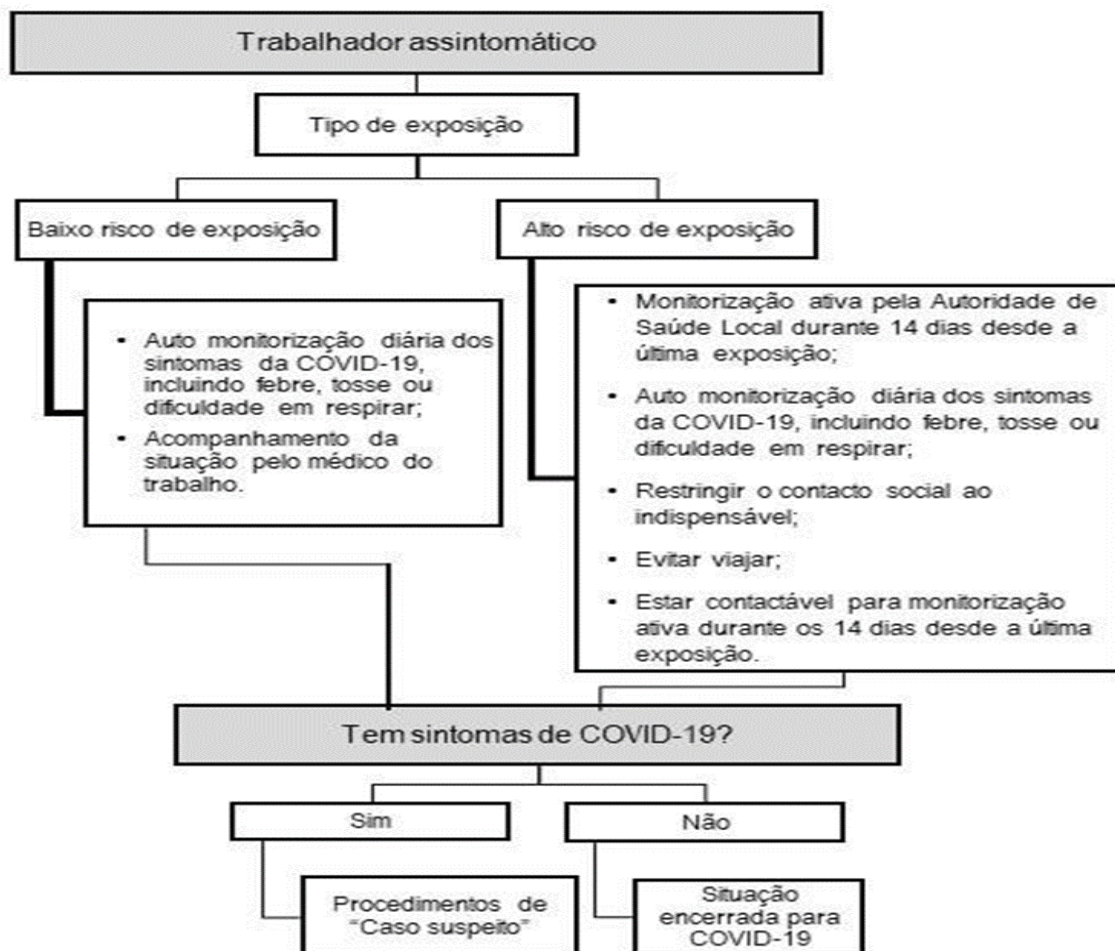 Trabalhador assintomático
Tipo de exposição
Baixo risco de exposição
Alto risco de exposição
• Auto monitorização diária dos
sintomas da COVID-19,
incluindo febre, tosse ou
dificuldade em respirar;
• Acompanhamento da
situação pelo médico do
trabalho.
• Monitorização ativa pela Autoridade de
Saúde Local durante 14 dias desde a
última exposição;
• Auto monitorização diária dos sintomas
da COVID-19, incluindo febre, tosse ou
dificuldade em respirar;
• Restringir o contacto social ao
indispensável;
• Evitar viajar;
• Estar contactável para monitorização
ativa durante os 14 dias desde a última
exposição.
Tem sintomas de COVID-19?
Sim
Não
Procedimentos de
"Caso suspeito"
Situação
encerrada para
COVID-19